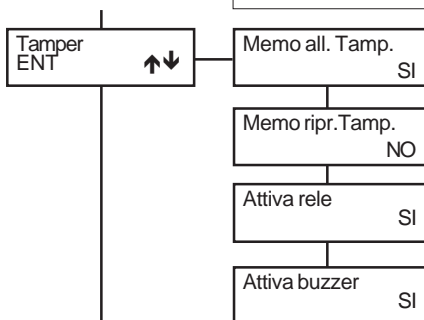 Tamper
ENT
Memo all. Tamp.
SI
Memo ripr.Tamp.
NO
Attiva rele
SI
Attiva buzzer
SI